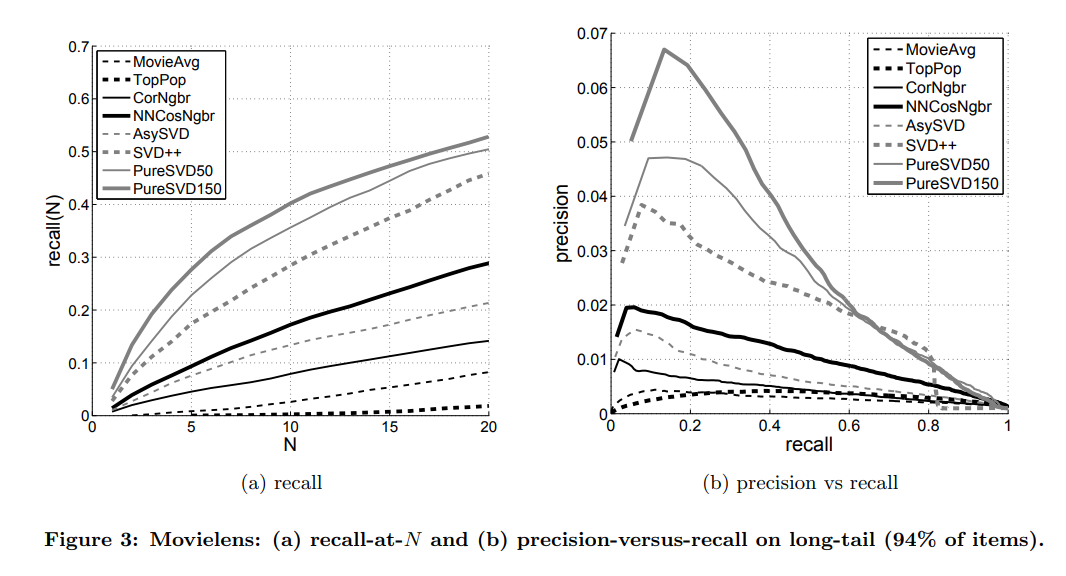 0.7
0.6
0.5
0.4
0.3
0.2
0.1
0
recall(N)
MovieAvg
TopPop
CorNgbr
NNCosNgbr
AsySVD
SVD++
PureSVD50
PureSVD150
0 5 10 15 20
N
(a) recall
0.07
0.06
0.05
0.04
0.03
0.02
0.01
0
precision
MovieAvg
TopPop
CorNgbr
NNCosNgbr
AsySVD
SVD++
PureSVD50
PureSVD150
0 0.2 0.4 0.6 0.8 1
recall
(b) precision vs recall
Figure 3: Movielens: (a) recall-at-N and (b) precision-versus-recall on long-tail (94% of items).